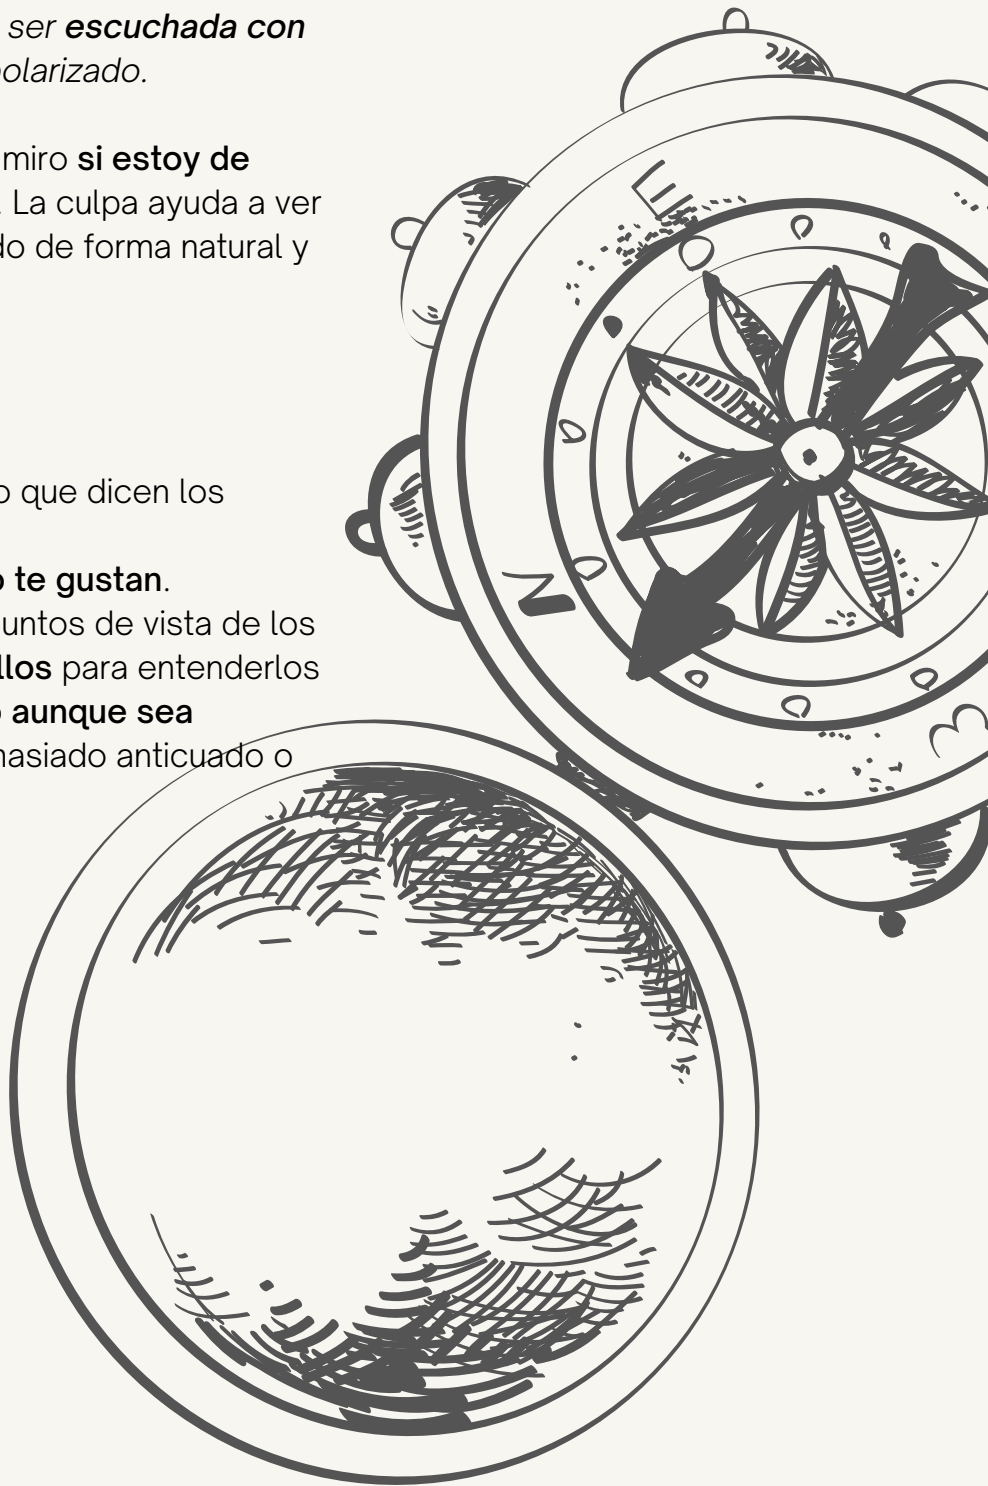 ser escuchada con
polarizado.
miro si estoy de
. La culpa ayuda a ver
do de forma natural y
o que dicen los
o te gustan.
untos de vista de los
llos para entenderlos
o aunque sea
masiado anticuado o
E
N